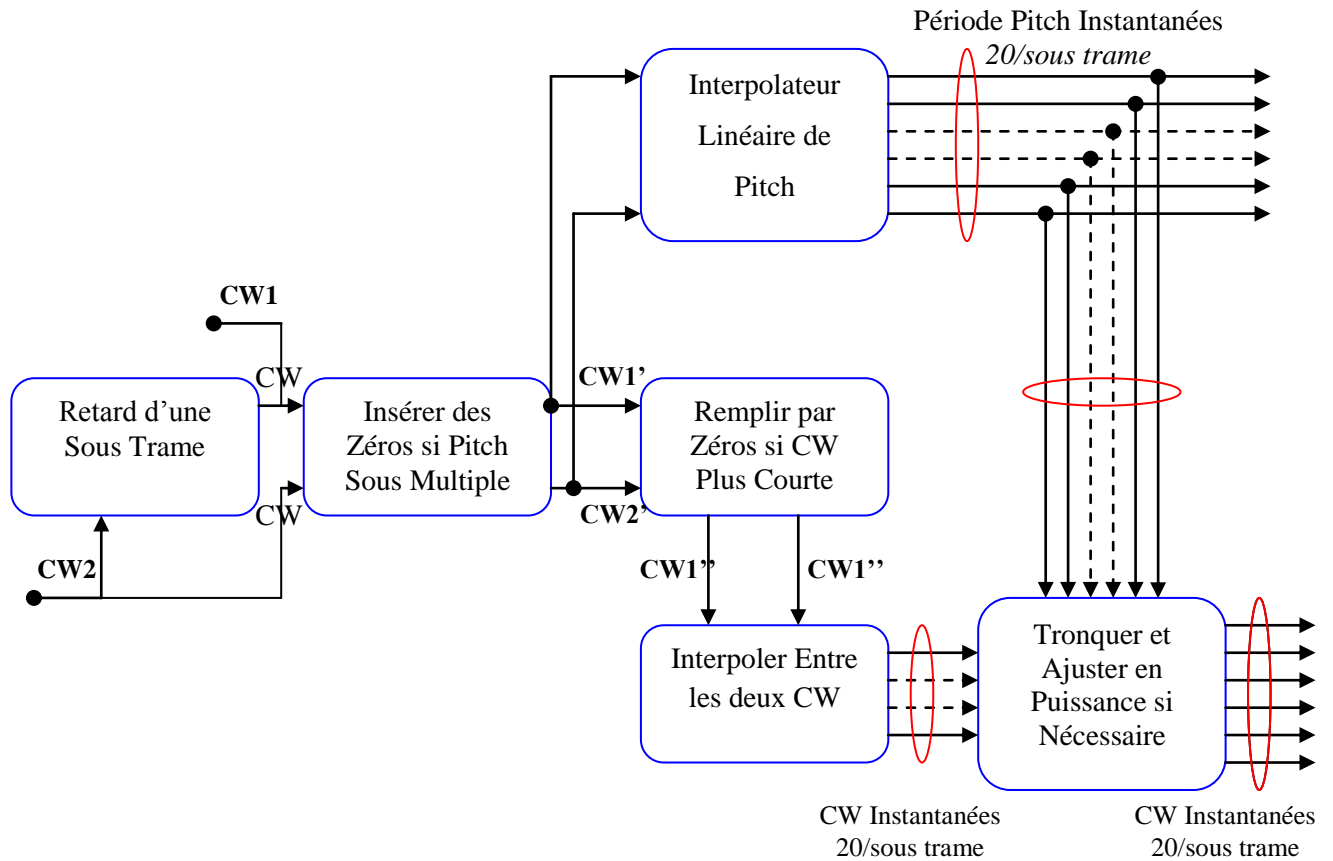 Période Pitch Instantanées
20/sous trame
Interpolateur
Linéaire de
Pitch
CW1
CW
Retard d’une
Sous Trame
Insérer des
Zéros si Pitch
Sous Multiple
CW1’
Remplir par
Zéros si CW
Plus Courte
CW
CW2’
CW2
CW1’’
CW1’’
Interpoler Entre
les deux CW
Tronquer et
Ajuster en
Puissance si
Nécessaire
CW Instantanées
20/sous trame
CW Instantanées
20/sous trame